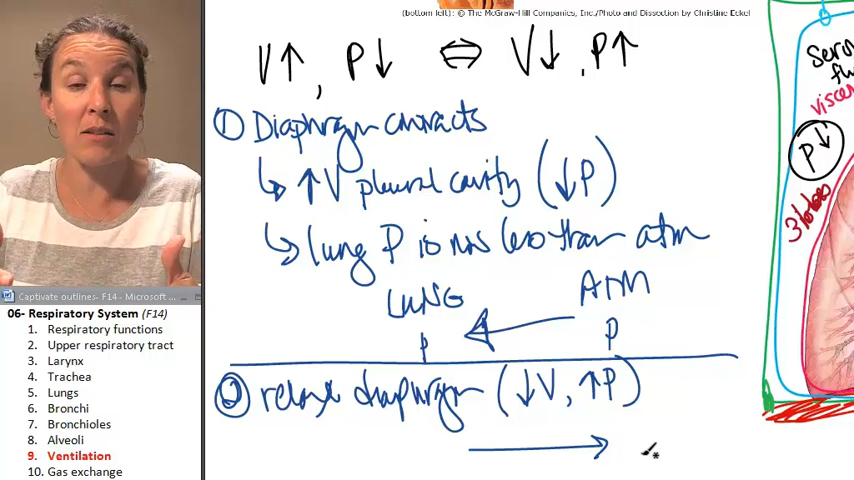 (bottom left): © The McGraw-Hill Companies, Inc./Photo and Dissection by Christine Eckel
V↑, P↓ ⇔ V↓, P↑
① Diaphragm contracts
↳ ↑V pleural cavity (↓P)
↳ lung P is now less than atm
LUNG ATM
P ← P
② relax diaphragm (↓V, ↑P)
→
Serou
flu
viscer
P↓
3 lobes
Captivate outlines- F14 - Microsoft ...
06- Respiratory System (F14)
1. Respiratory functions
2. Upper respiratory tract
3. Larynx
4. Trachea
5. Lungs
6. Bronchi
7. Bronchioles
8. Alveoli
9. Ventilation
10. Gas exchange